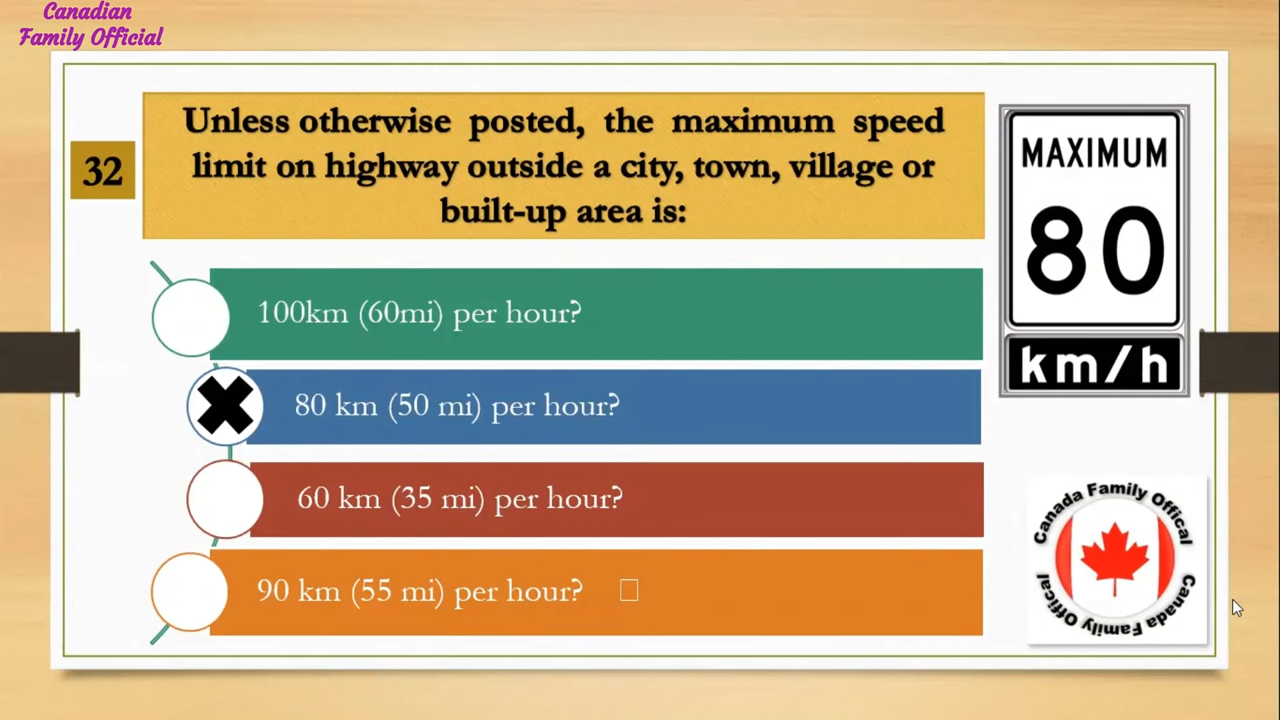 Canadian
Family Official
32
Unless otherwise posted, the maximum speed
limit on highway outside a city, town, village or
built-up area is:
MAXIMUM
80
km/h
100km (60mi) per hour?
80 km (50 mi) per hour?
60 km (35 mi) per hour?
90 km (55 mi) per hour?
Canada Family Offical
Canada Family Offical